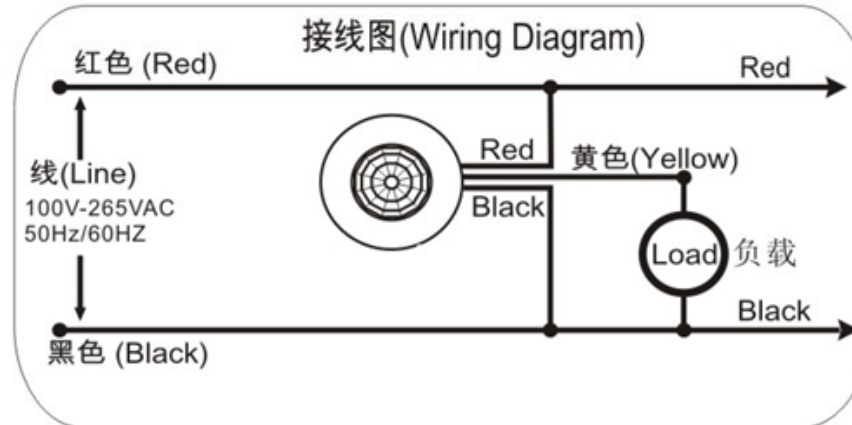 接线图(Wiring Diagram)
红色 (Red)
Red
线(Line)
100V-265VAC
50Hz/60HZ
Red
黄色(Yellow)
Black
Load
负载
Black
黑色 (Black)